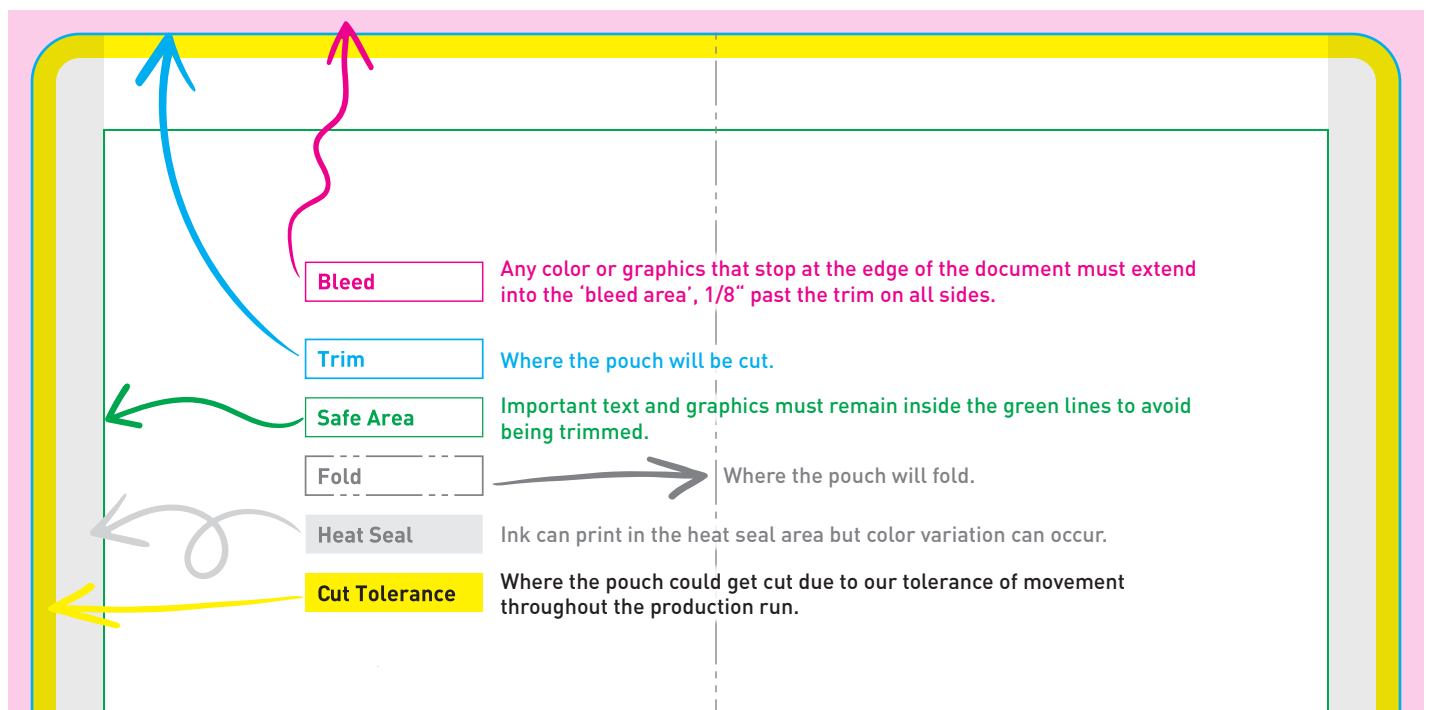 Bleed
Any color or graphics that stop at the edge of the document must extend
into the ‘bleed area’, 1/8“ past the trim on all sides.
Trim
Where the pouch will be cut.
Safe Area
Important text and graphics must remain inside the green lines to avoid
being trimmed.
Fold
Where the pouch will fold.
Heat Seal
Ink can print in the heat seal area but color variation can occur.
Cut Tolerance
Where the pouch could get cut due to our tolerance of movement
throughout the production run.